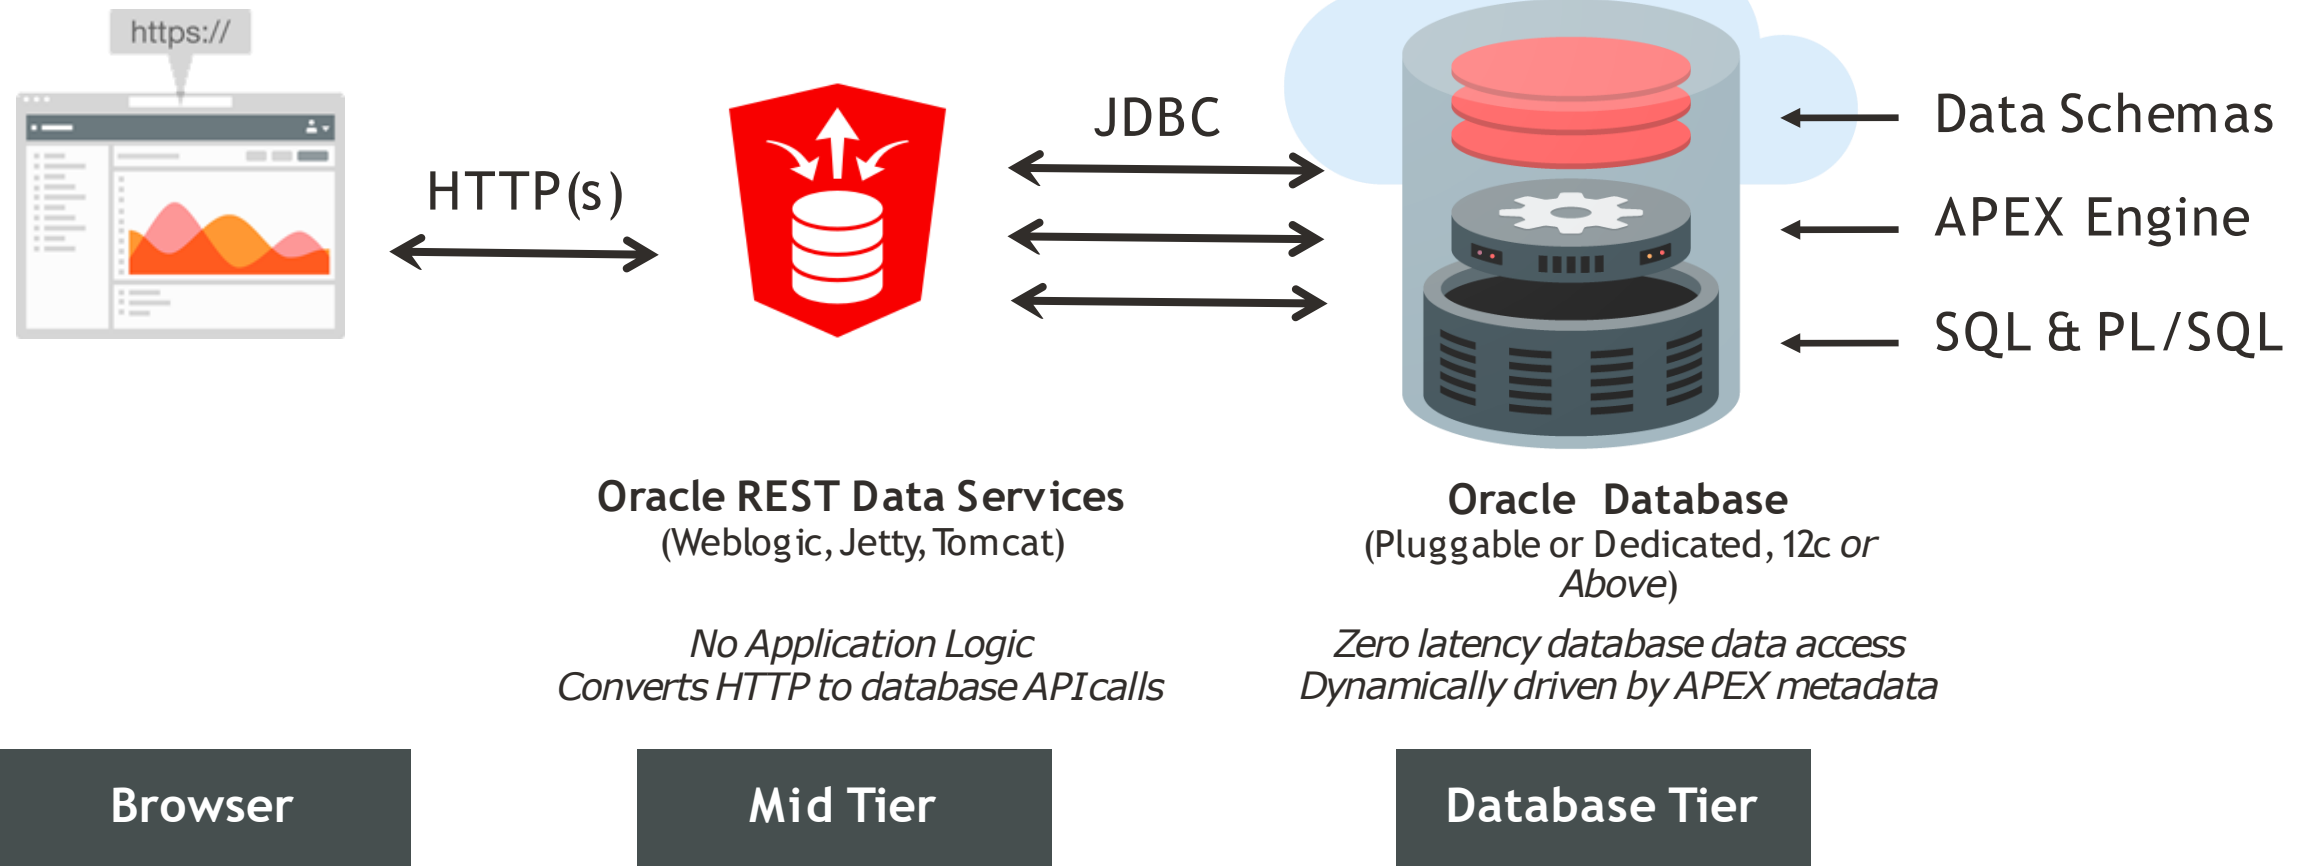 https://
HTTP(s)
JDBC
Data Schemas
APEX Engine
SQL & PL/SQL
Oracle REST Data Services
(Weblogic, Jetty, Tomcat)
No Application Logic
Converts HTTP to database API calls
Oracle Database
(Pluggable or Dedicated, 12c or
Above)
Zero latency database data access
Dynamically driven by APEX metadata
Browser
Mid Tier
Database Tier